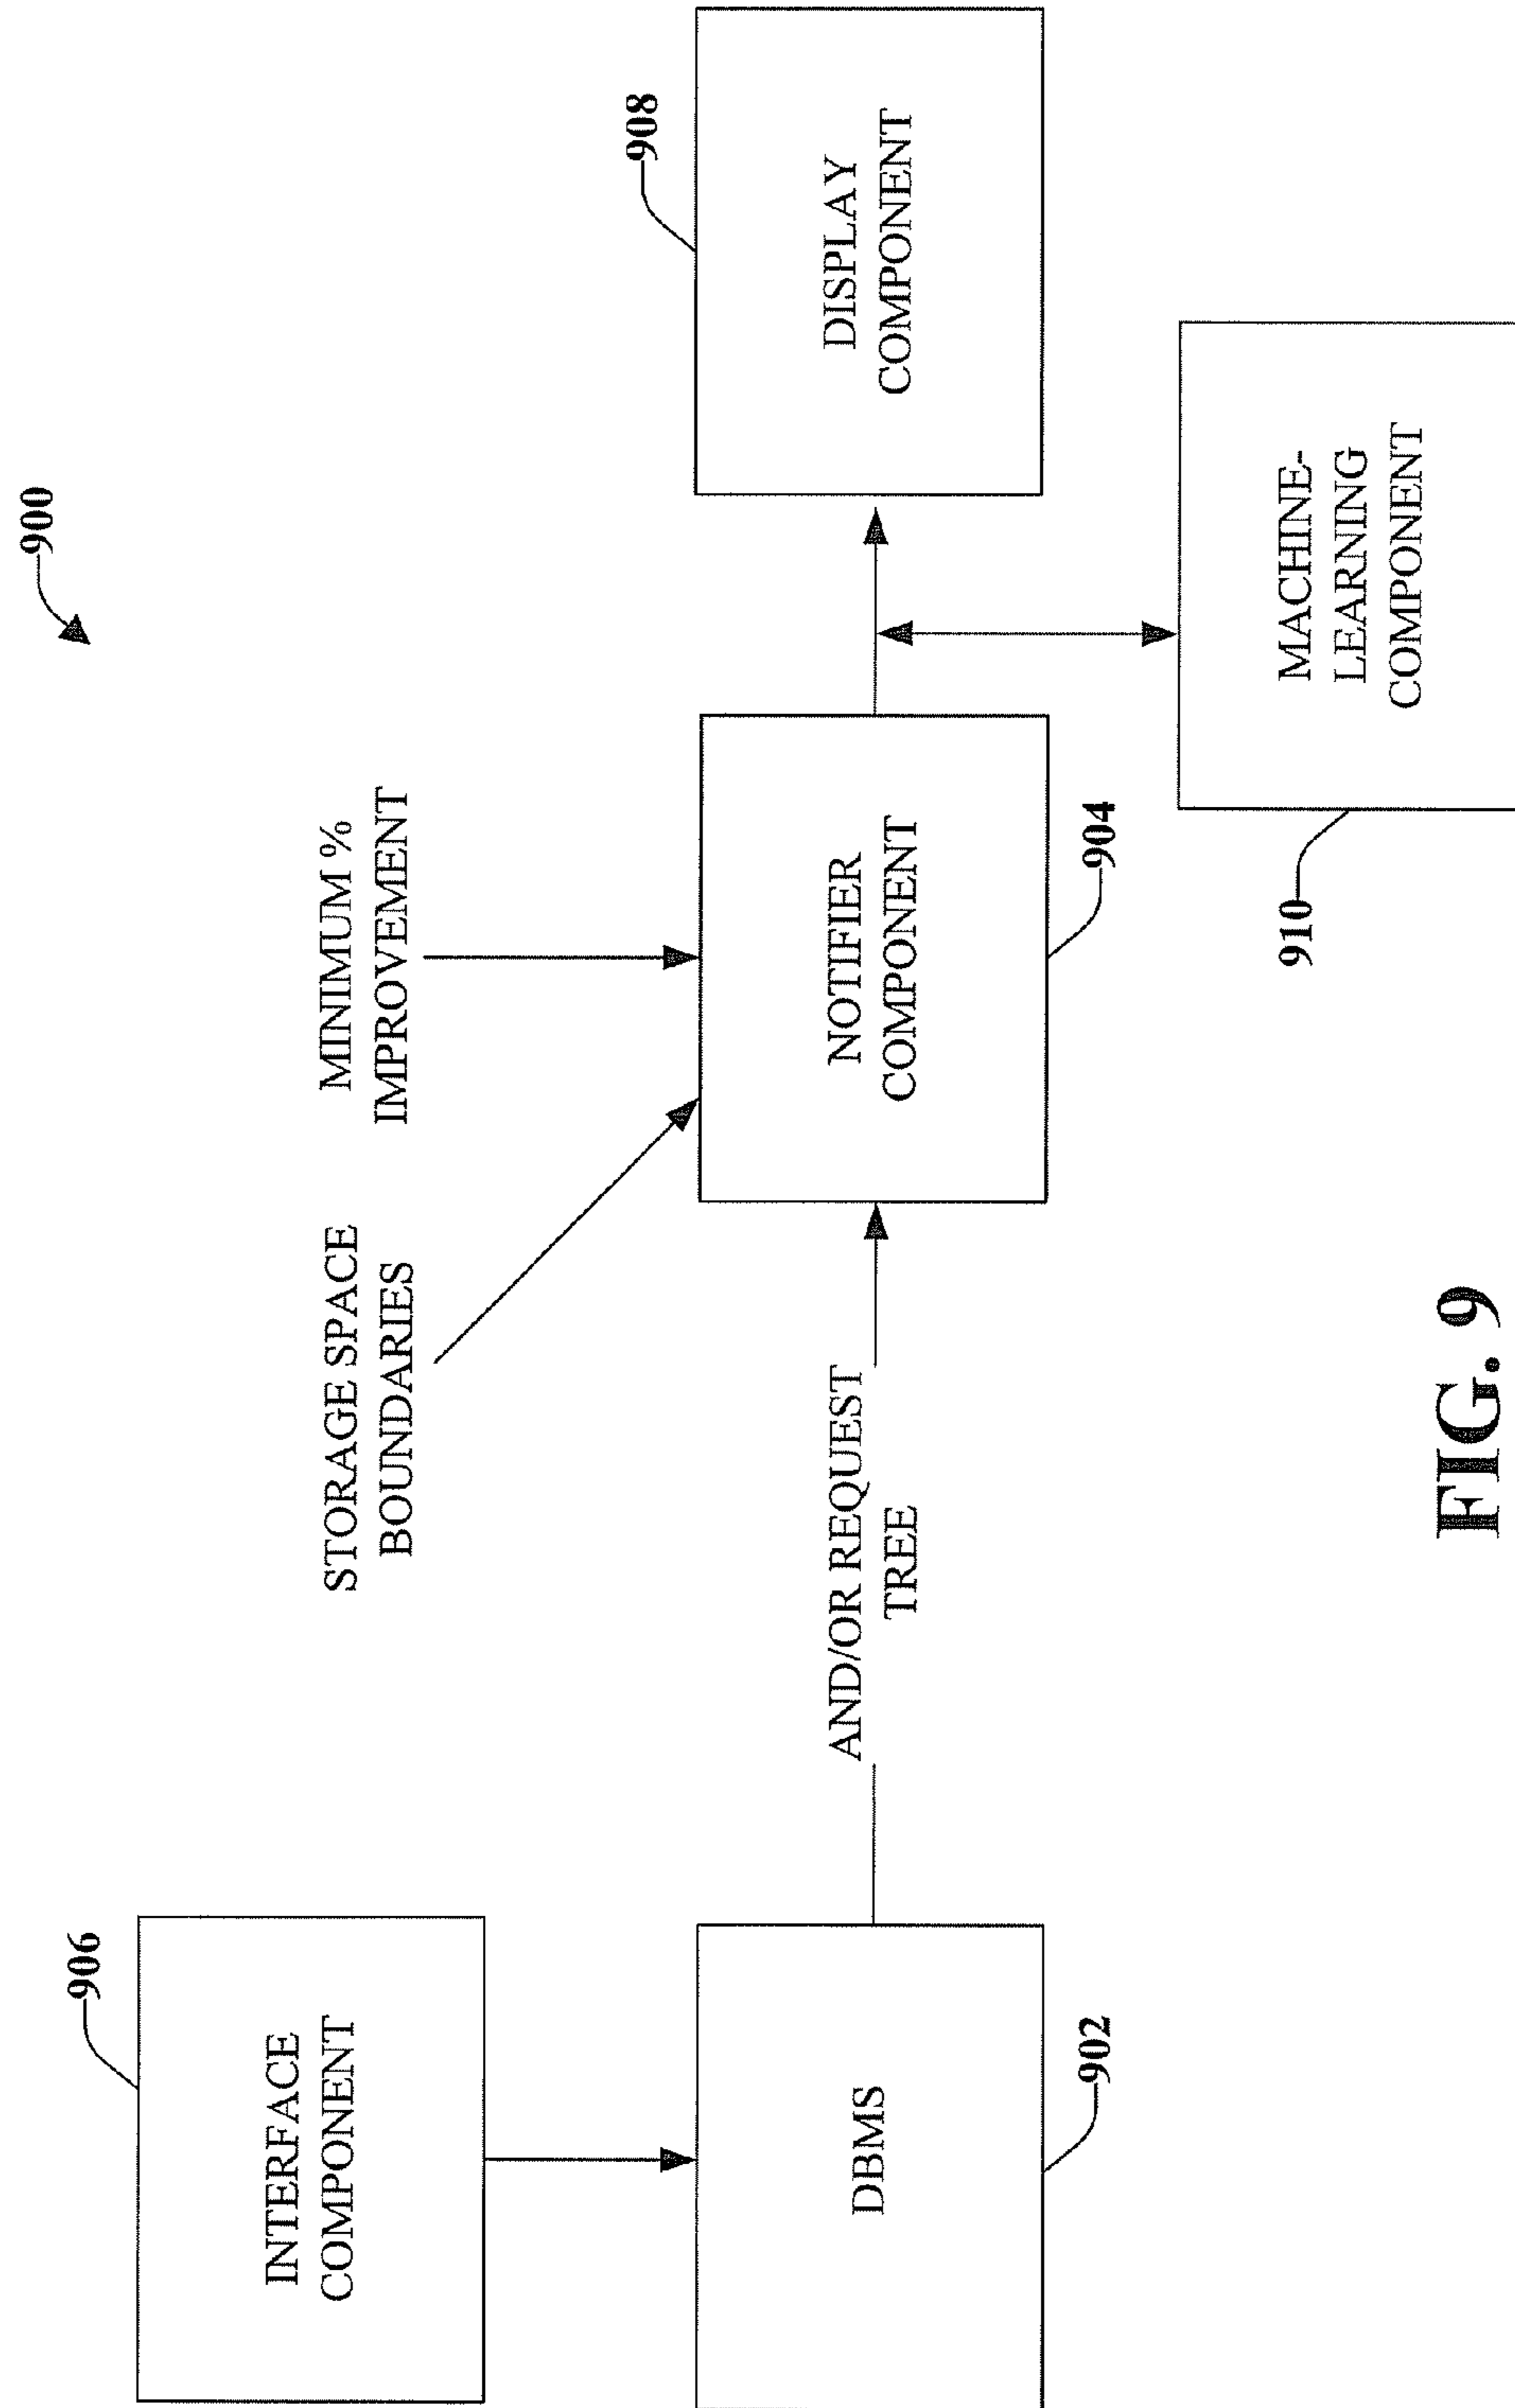 900
906
INTERFACE
COMPONENT
STORAGE SPACE
BOUNDARIES
MINIMUM %
IMPROVEMENT
908
DBMS
902
AND/OR REQUEST
TREE
NOTIFIER
COMPONENT
904
DISPLAY
COMPONENT
910
MACHINE-
LEARNING
COMPONENT
FIG. 9